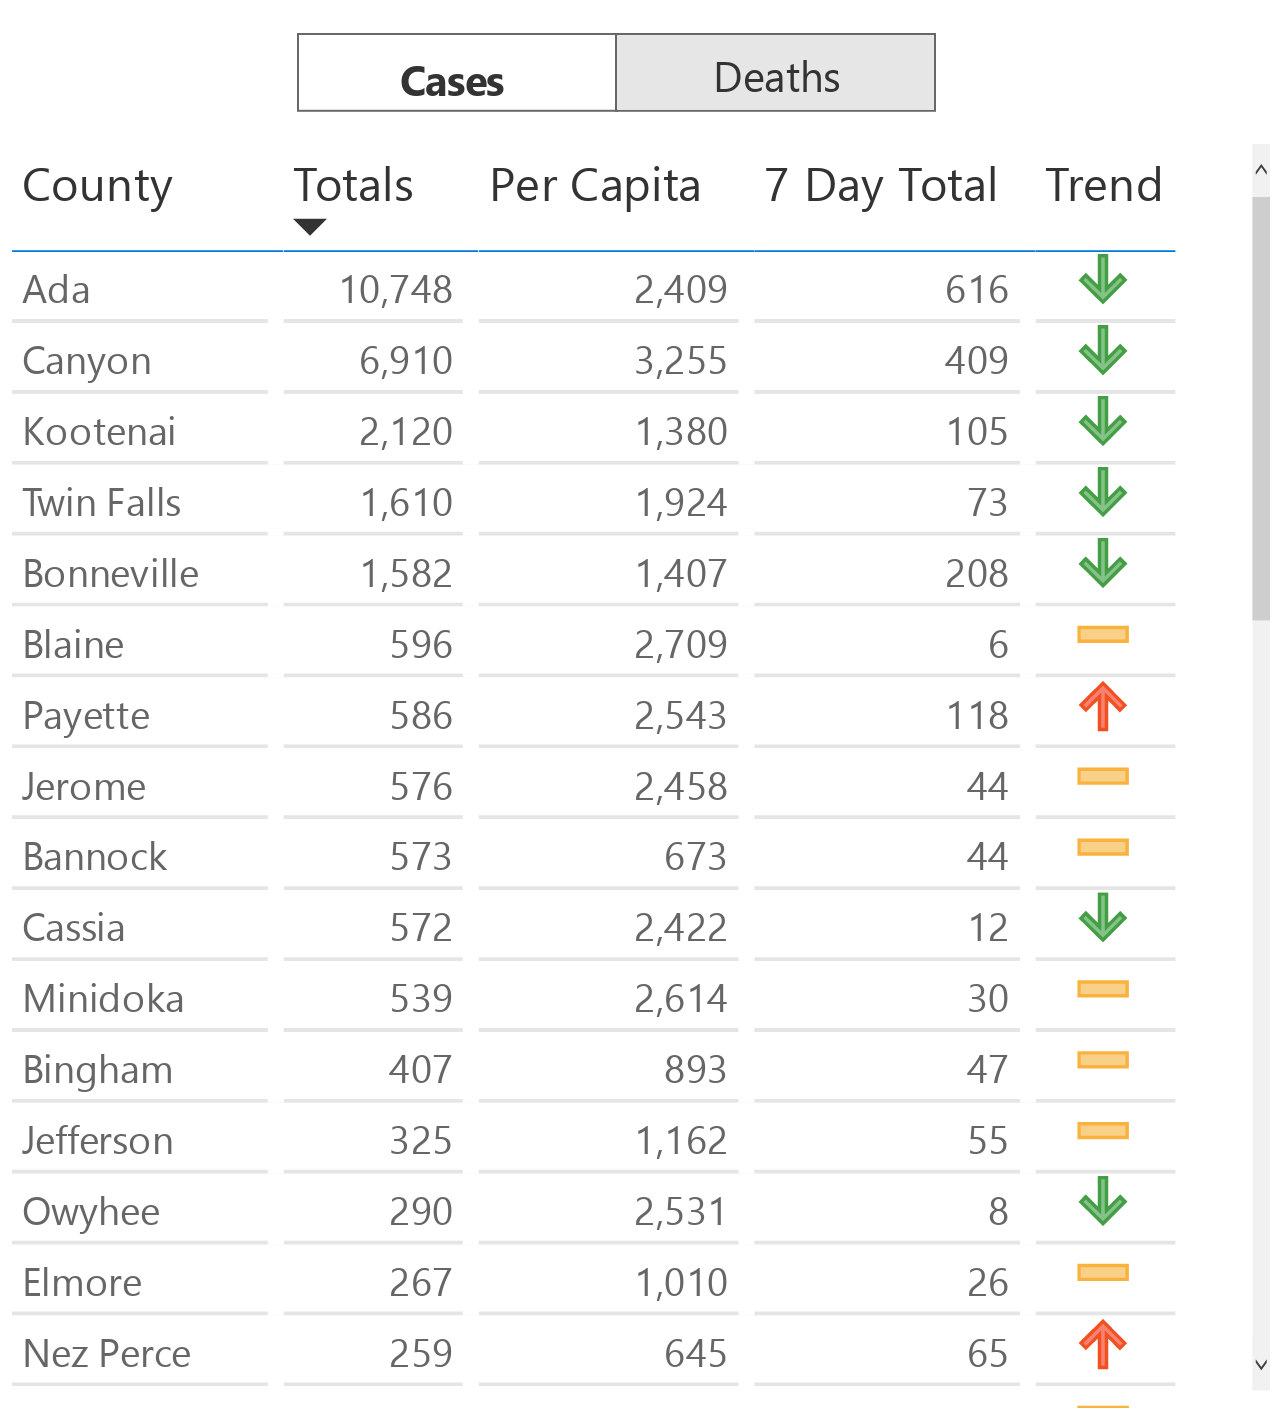 Cases Deaths
County Totals Per Capita 7 Day Total Trend
Ada 10,748 2,409 616
Canyon 6,910 3,255 409
Kootenai 2,120 1,380 105
Twin Falls 1,610 1,924 73
Bonneville 1,582 1,407 208
Blaine 596 2,709 6
Payette 586 2,543 118
Jerome 576 2,458 44
Bannock 573 673 44
Cassia 572 2,422 12
Minidoka 539 2,614 30
Bingham 407 893 47
Jefferson 325 1,162 55
Owyhee 290 2,531 8
Elmore 267 1,010 26
Nez Perce 259 645 65